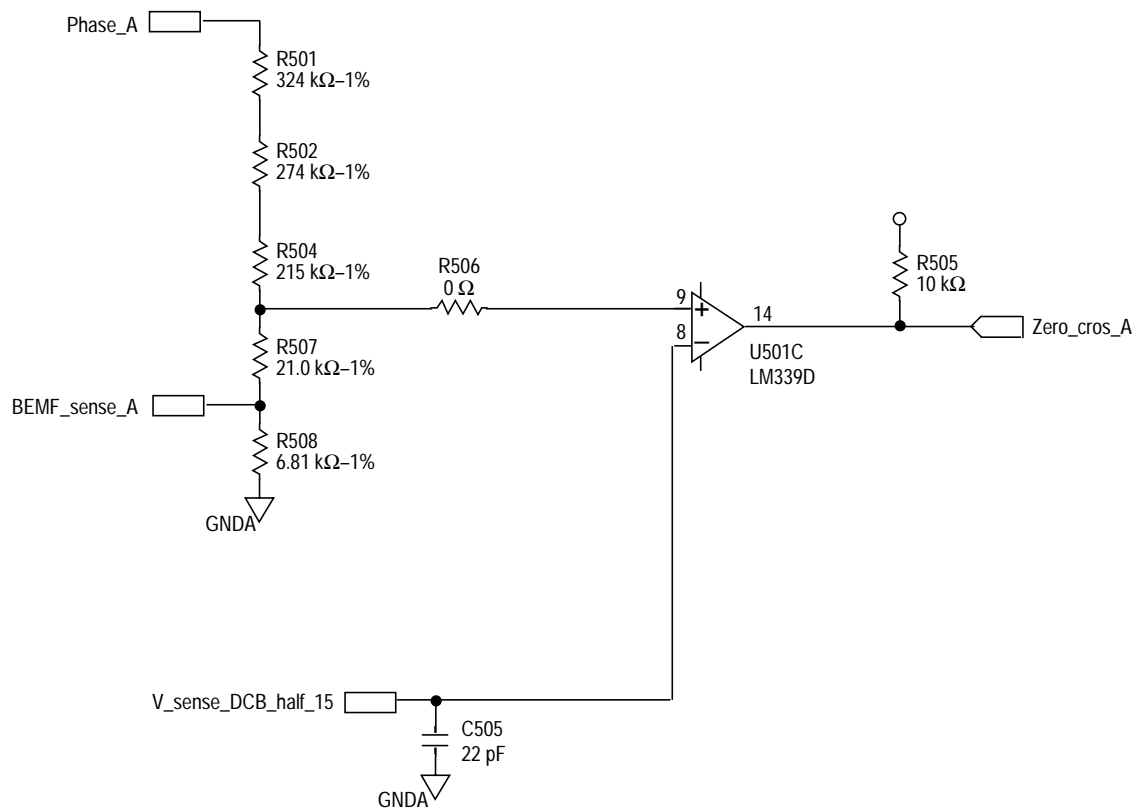 Phase_A
R501
324 kΩ–1%
R502
274 kΩ–1%
R504
215 kΩ–1%
R506
0 Ω
R505
10 kΩ
9
+
14
8
–
Zero_cros_A
U501C
LM339D
R507
21.0 kΩ–1%
BEMF_sense_A
R508
6.81 kΩ–1%
GNDA
V_sense_DCB_half_15
C505
22 pF
GNDA